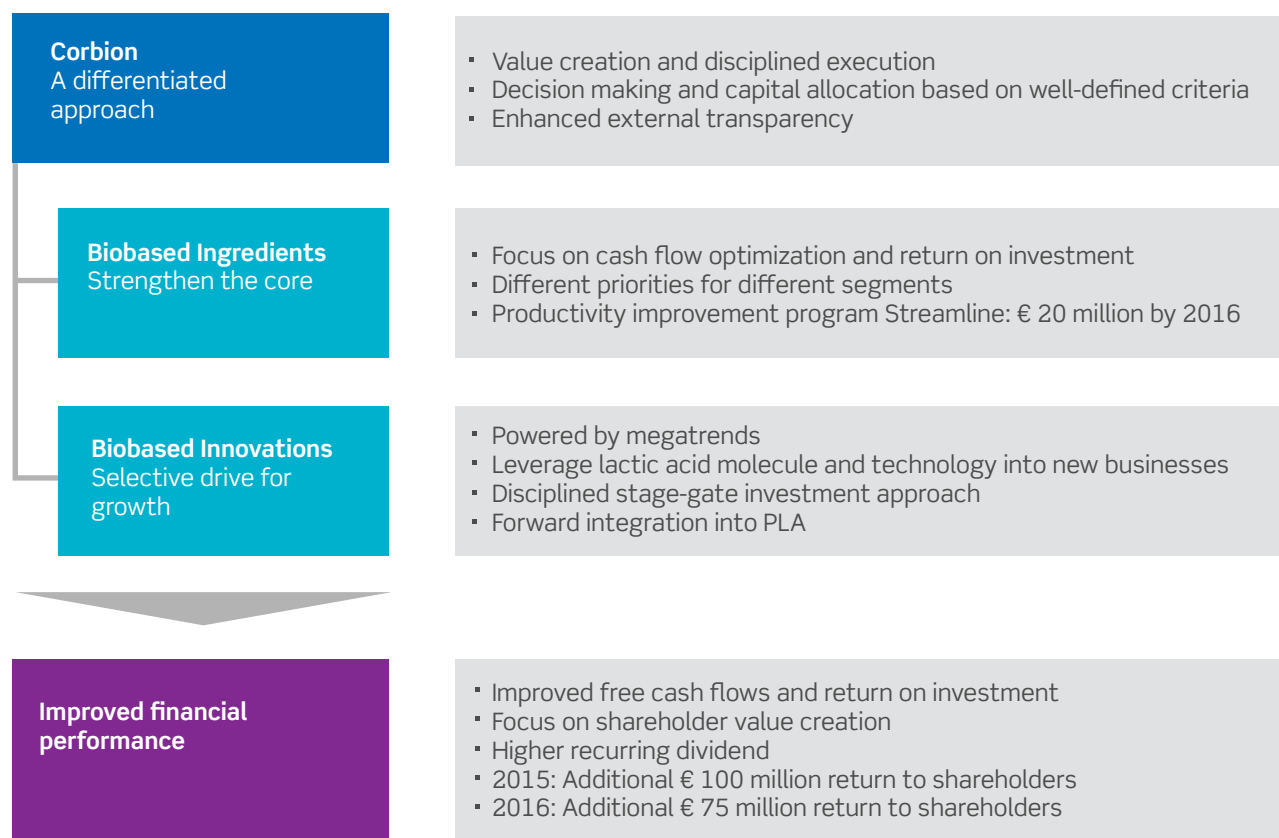 Corbion
A differentiated
approach
▪ Value creation and disciplined execution
▪ Decision making and capital allocation based on well-defined criteria
▪ Enhanced external transparency
Biobased Ingredients
Strengthen the core
▪ Focus on cash flow optimization and return on investment
▪ Different priorities for different segments
▪ Productivity improvement program Streamline: € 20 million by 2016
Biobased Innovations
Selective drive for
growth
▪ Powered by megatrends
▪ Leverage lactic acid molecule and technology into new businesses
▪ Disciplined stage-gate investment approach
▪ Forward integration into PLA
Improved financial
performance
▪ Improved free cash flows and return on investment
▪ Focus on shareholder value creation
▪ Higher recurring dividend
▪ 2015: Additional € 100 million return to shareholders
▪ 2016: Additional € 75 million return to shareholders